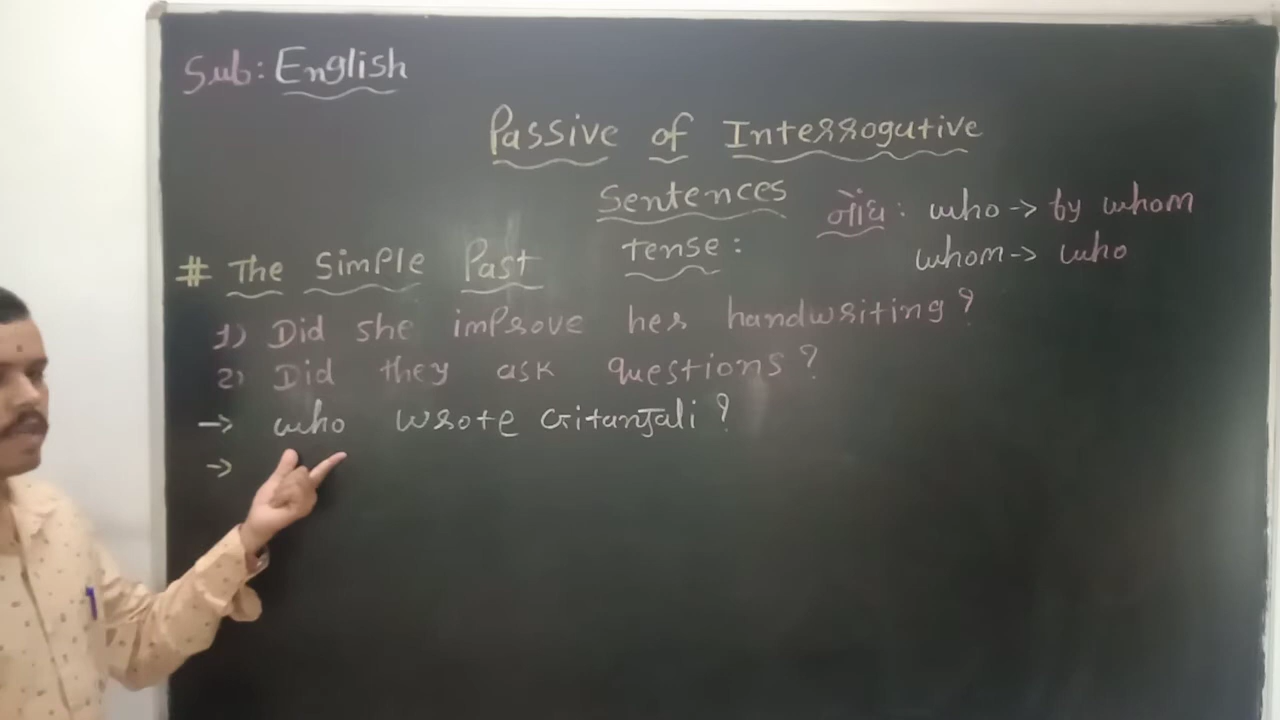 Sub: English
Passive of Interrogutive
Sentences
નોંધ: who -> by whom
# The Simple Past tense:
whom -> who
1) Did she improve her handwriting?
2) Did they ask questions?
-> who wrote Gitanjali?
->